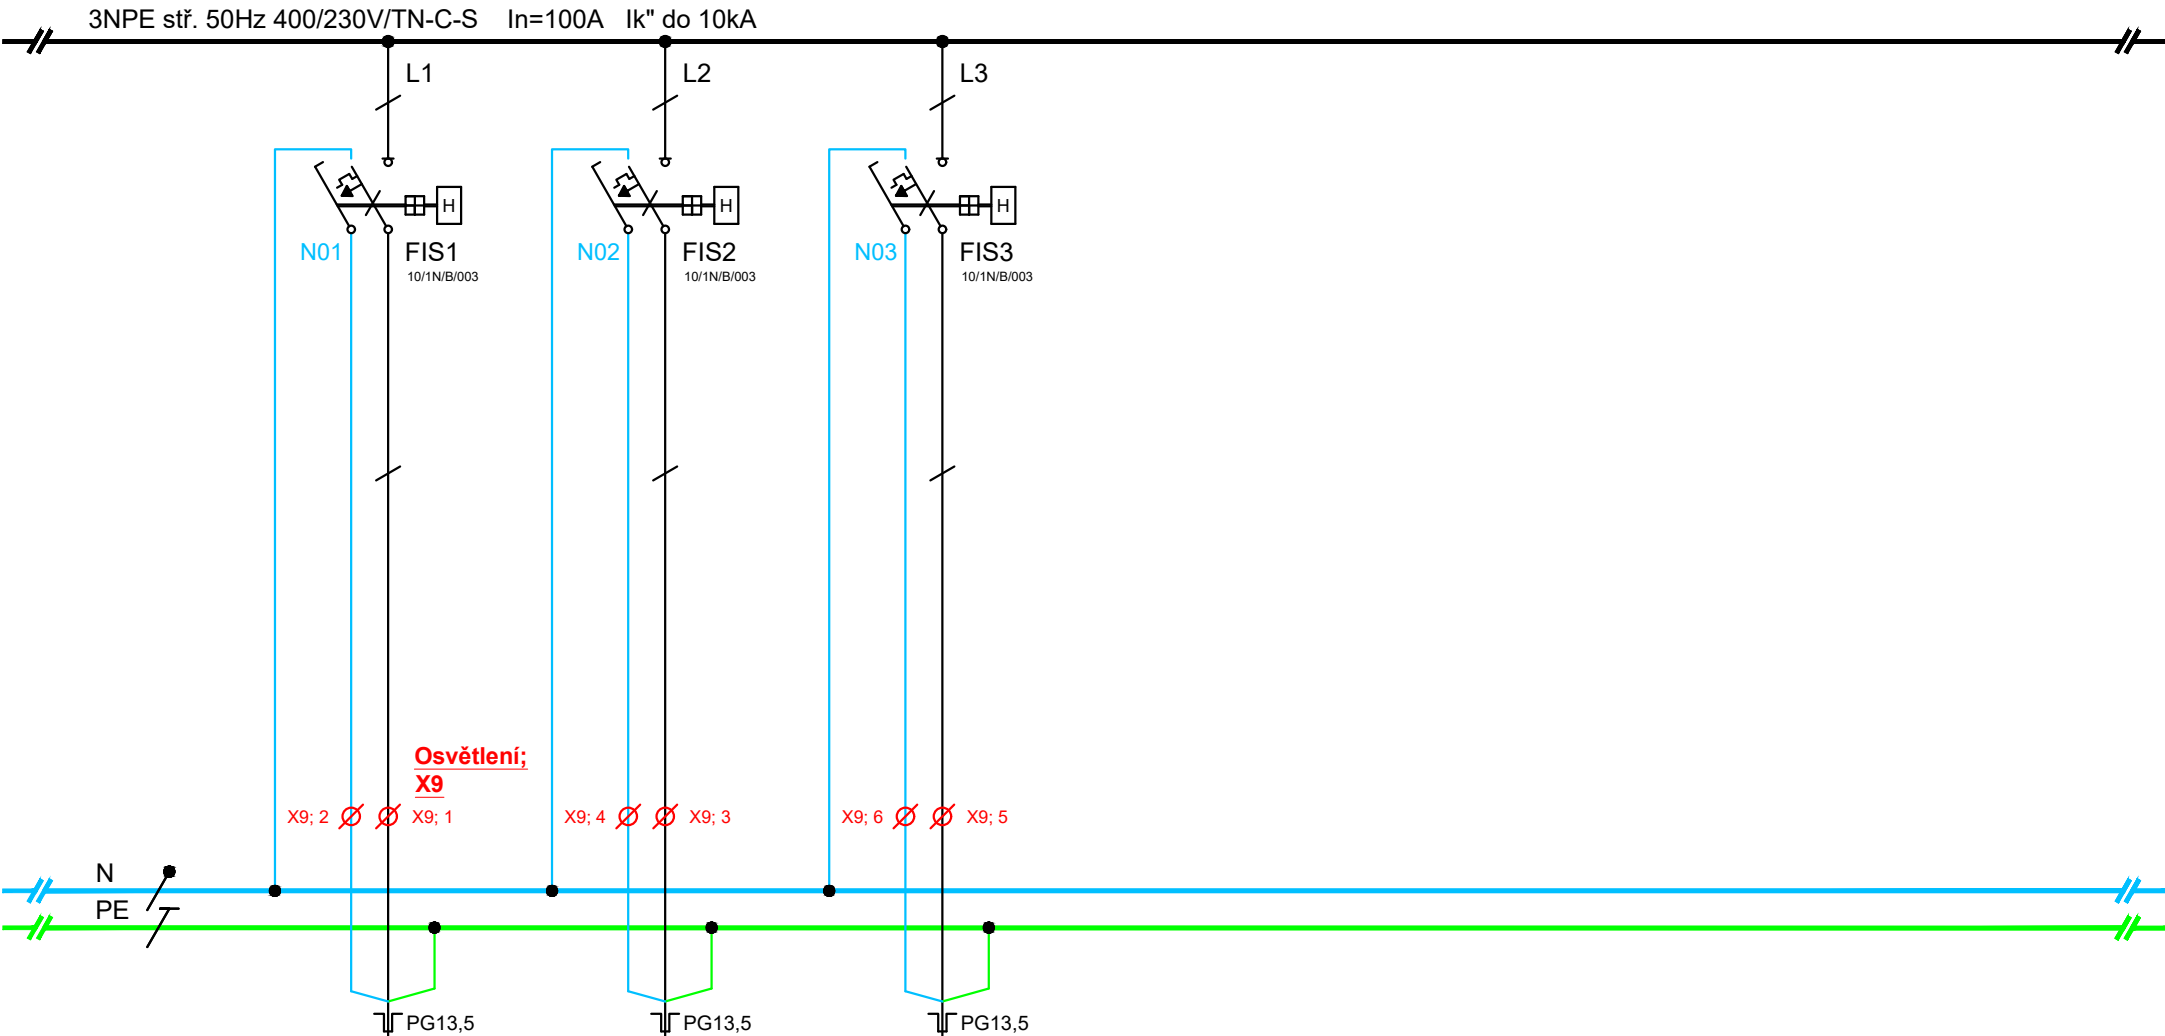 3NPE stř. 50Hz 400/230V/TN-C-S In=100A Ik" do 10kA
L1 L2 L3
H H H
N01 FIS1 N02 FIS2 N03 FIS3
10/1N/B/003 10/1N/B/003 10/1N/B/003
Osvětlení;
X9
X9; 2 X9; 1 X9; 4 X9; 3 X9; 6 X9; 5
N
PE
PG13,5 PG13,5 PG13,5